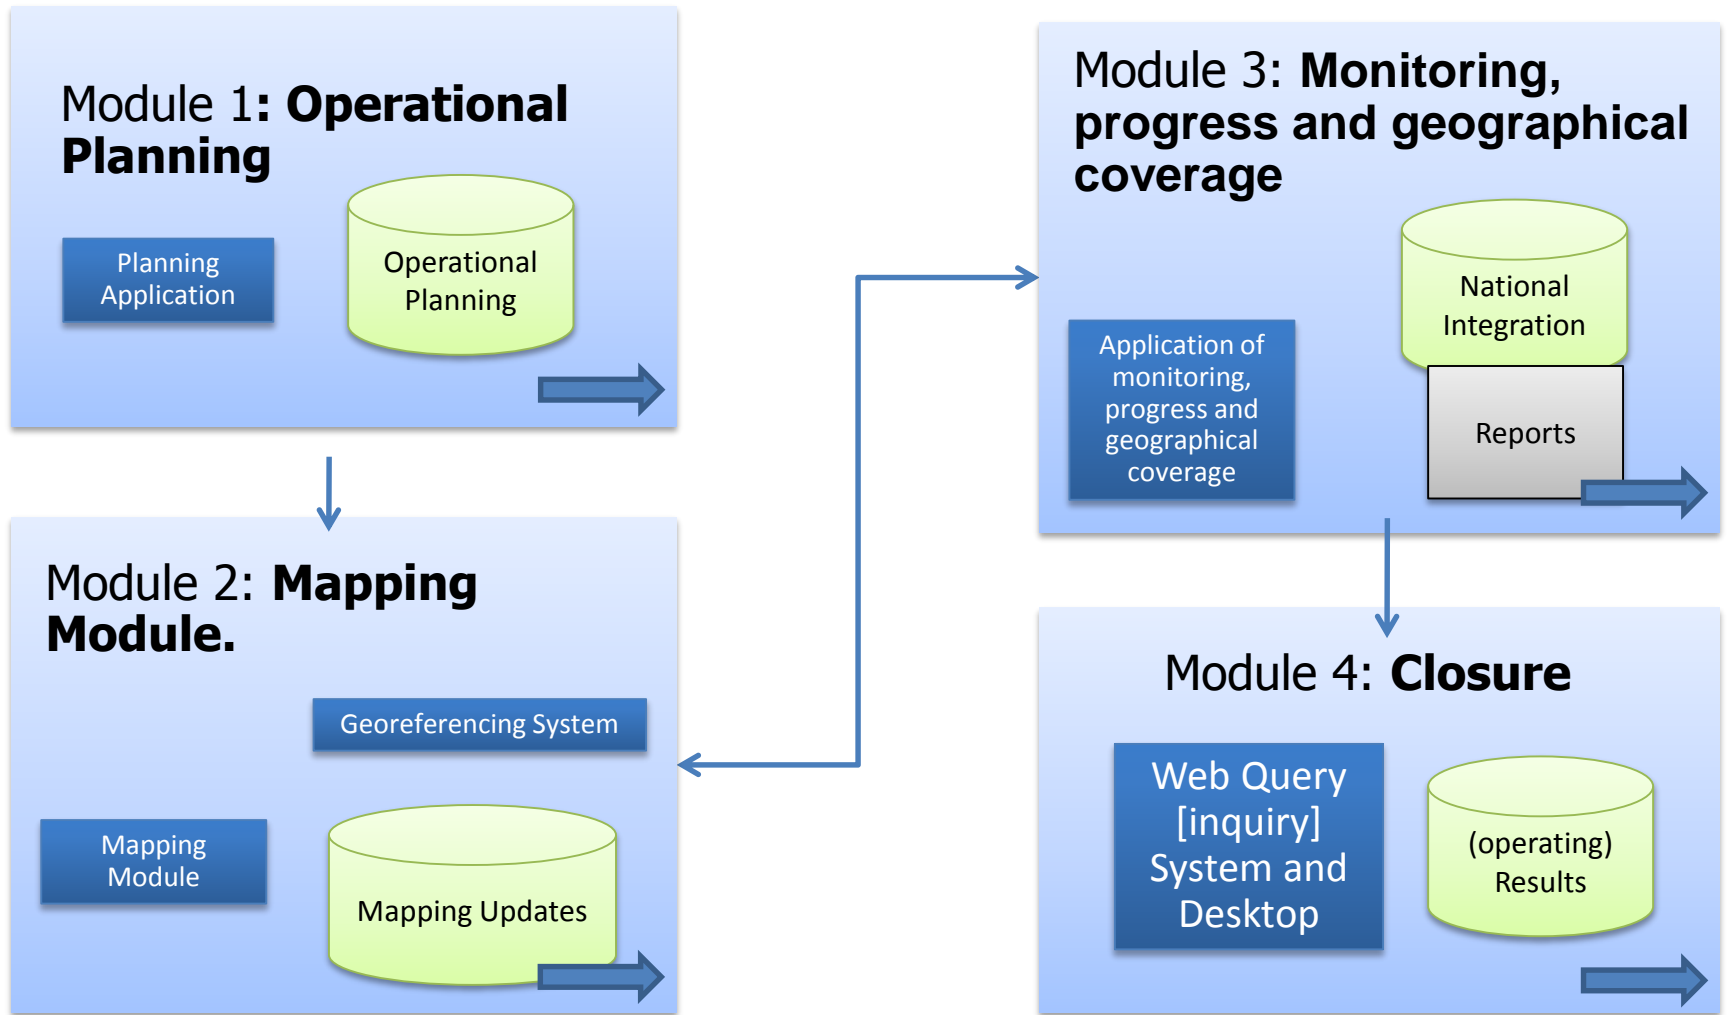 Module 1: Operational
Planning
Planning
Application
Operational
Planning
Module 2: Mapping
Module.
Georeferencing System
Mapping
Module
Mapping Updates
Module 3: Monitoring,
progress and geographical
coverage
National
Integration
Application of
monitoring,
progress and
geographical
coverage
Reports
Module 4: Closure
Web Query
[inquiry]
System and
Desktop
(operating)
Results